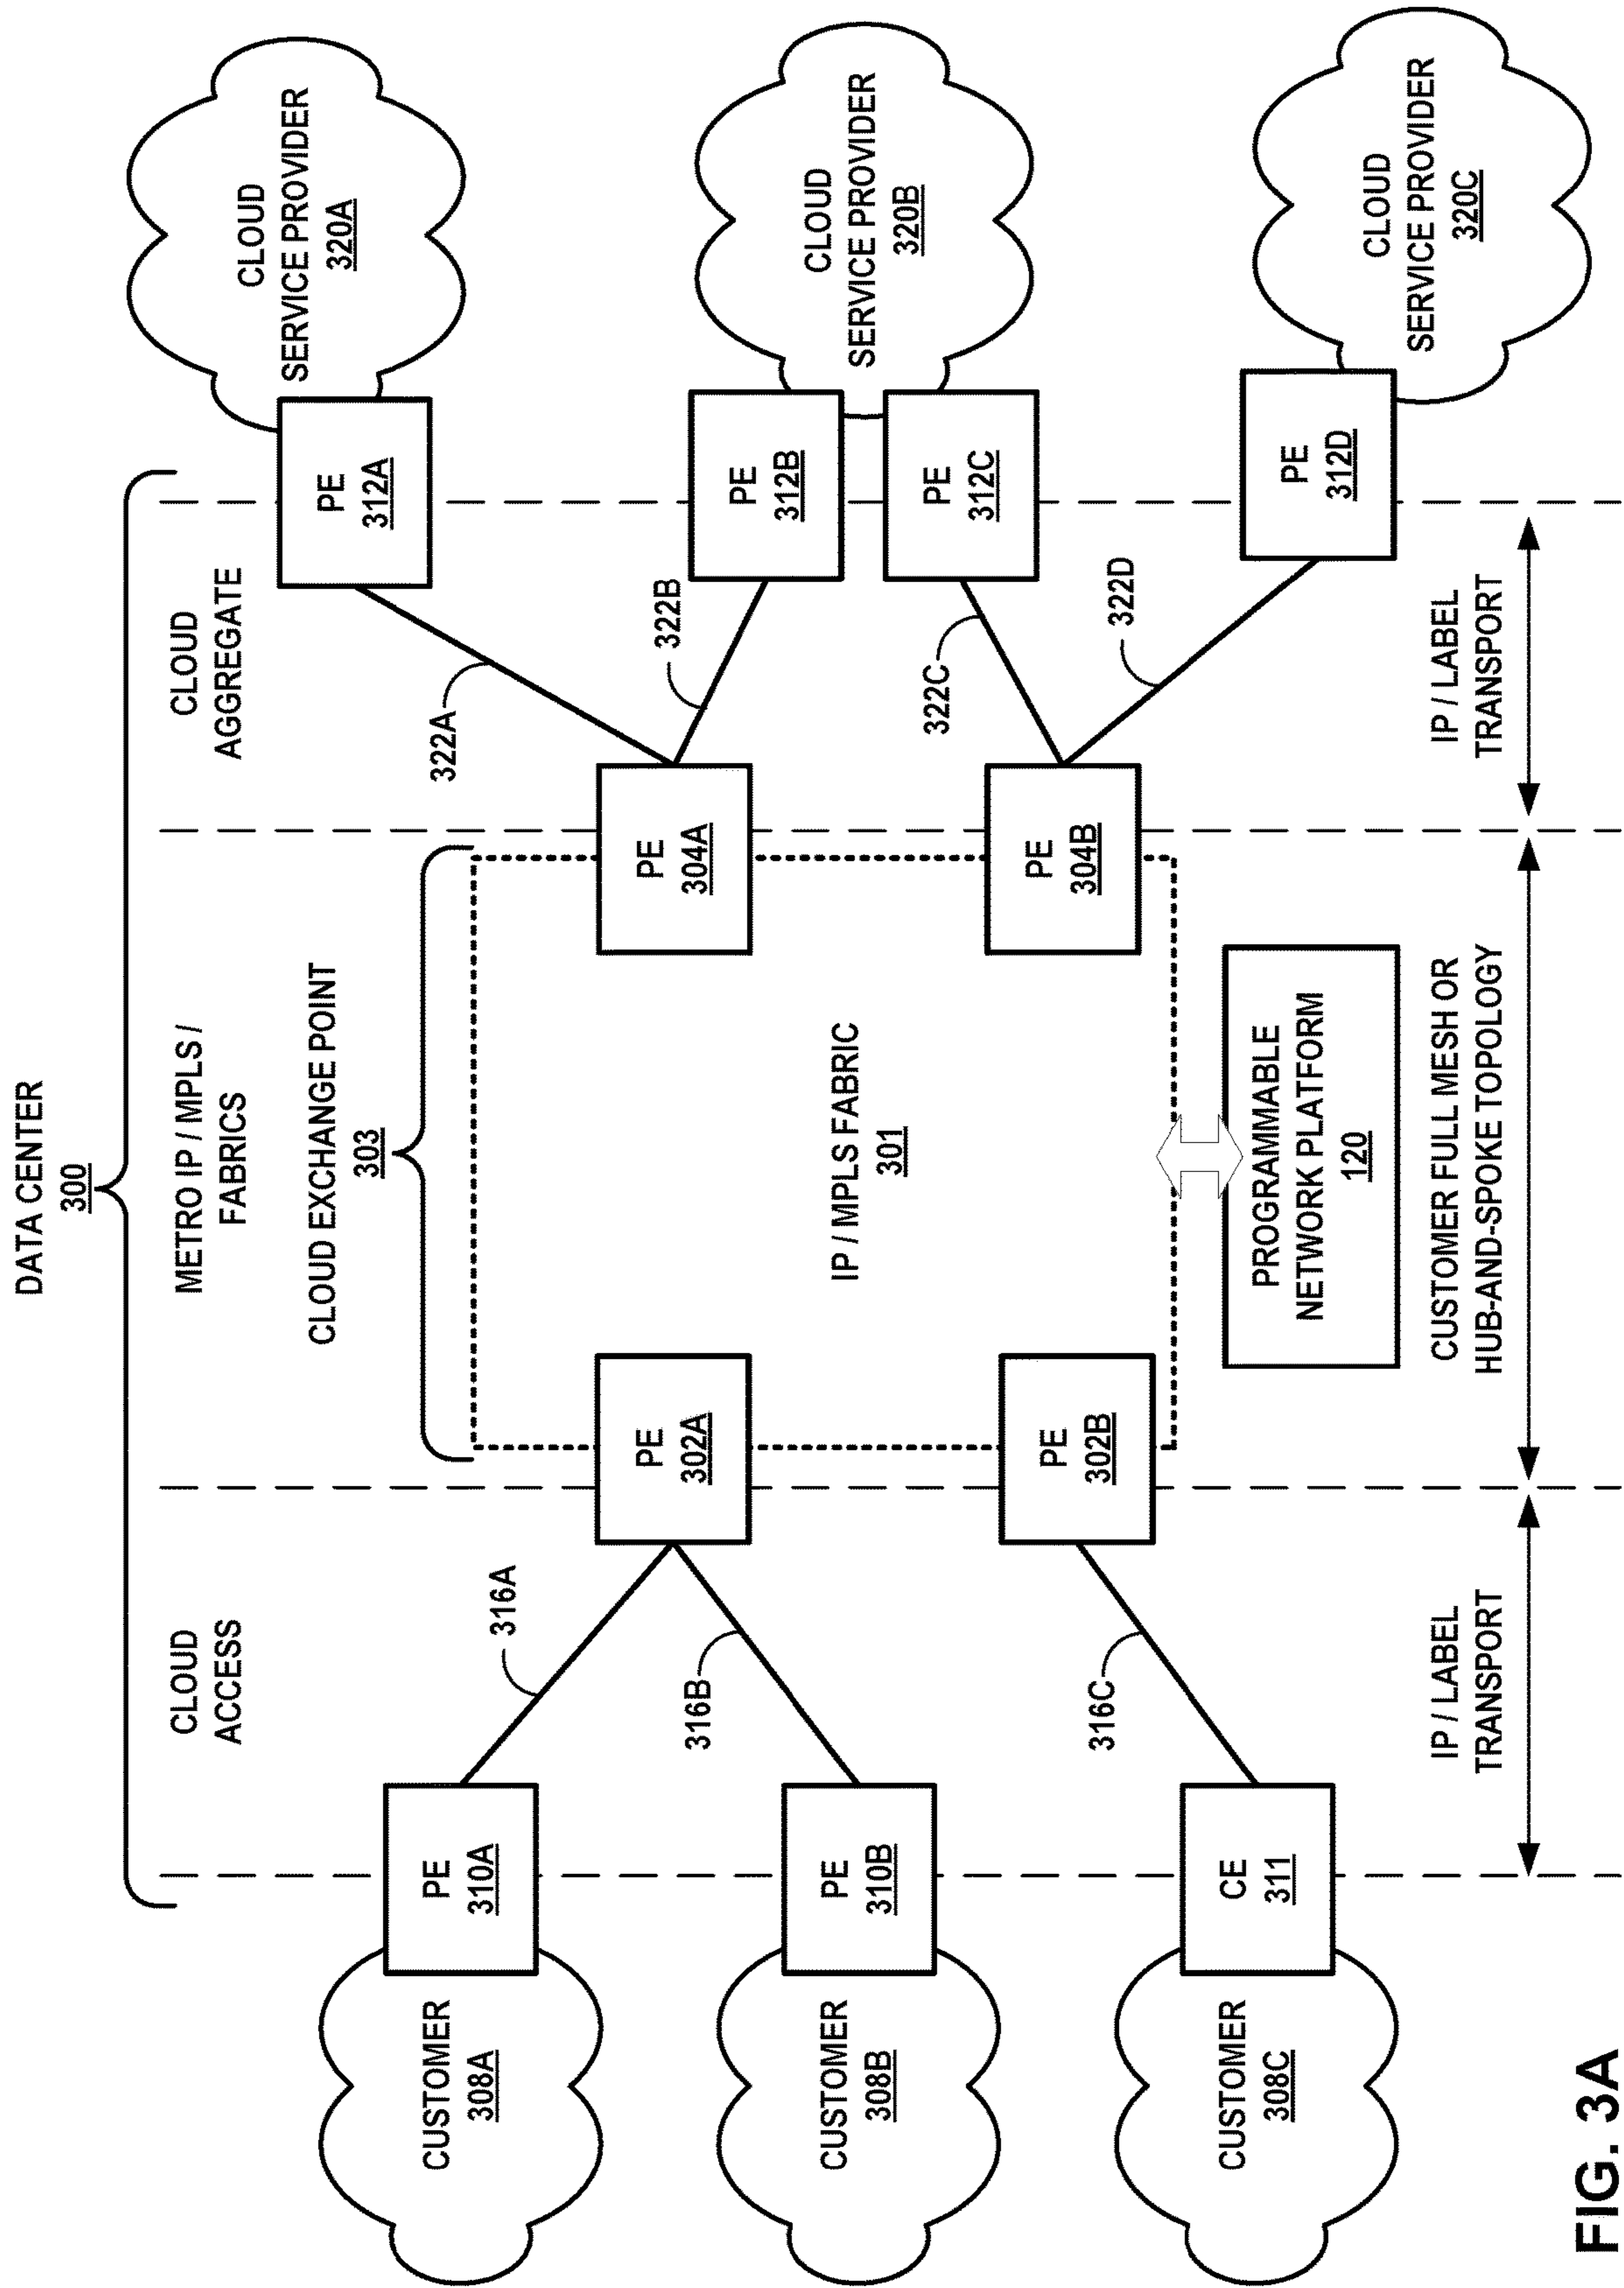 DATA CENTER
300
CLOUD
ACCESS
METRO IP / MPLS /
FABRICS
CLOUD
AGGREGATE
CLOUD EXCHANGE POINT
303
CUSTOMER
308A
PE
310A
316A
PE
302A
PE
304A
322A
PE
312A
CLOUD
SERVICE PROVIDER
320A
CUSTOMER
308B
PE
310B
316B
IP / MPLS FABRIC
301
322B
PE
312B
CLOUD
SERVICE PROVIDER
320B
322C
PE
312C
CUSTOMER
308C
CE
311
316C
PE
302B
PE
304B
322D
PE
312D
CLOUD
SERVICE PROVIDER
320C
PROGRAMMABLE
NETWORK PLATFORM
120
IP / LABEL
TRANSPORT
CUSTOMER FULL MESH OR
HUB-AND-SPOKE TOPOLOGY
IP / LABEL
TRANSPORT
FIG. 3A